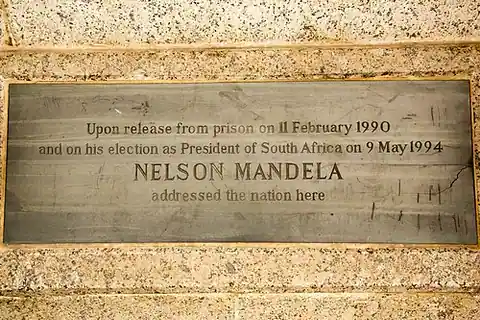 Upon release from prison on 11 February 1990
and on his election as President of South Africa on 9 May 1994
NELSON MANDELA
addressed the nation here